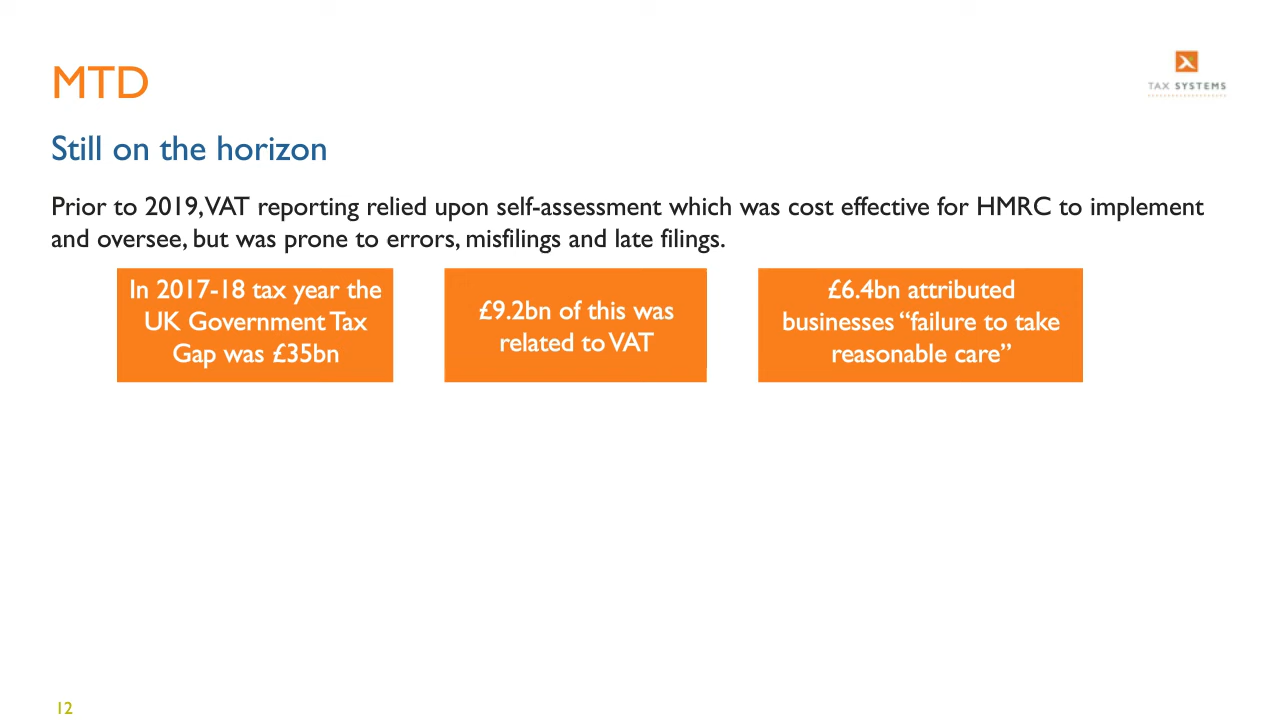 MTD
TAX SYSTEMS
Still on the horizon
Prior to 2019, VAT reporting relied upon self-assessment which was cost effective for HMRC to implement
and oversee, but was prone to errors, misfilings and late filings.
In 2017-18 tax year the
UK Government Tax
Gap was £35bn
£9.2bn of this was
related to VAT
£6.4bn attributed
businesses “failure to take
reasonable care”
12